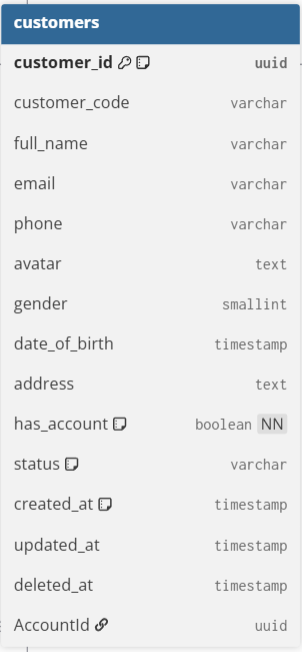 customers
customer_id uuid
customer_code varchar
full_name varchar
email varchar
phone varchar
avatar text
gender smallint
date_of_birth timestamp
address text
has_account boolean NN
status varchar
created_at timestamp
updated_at timestamp
deleted_at timestamp
AccountId uuid